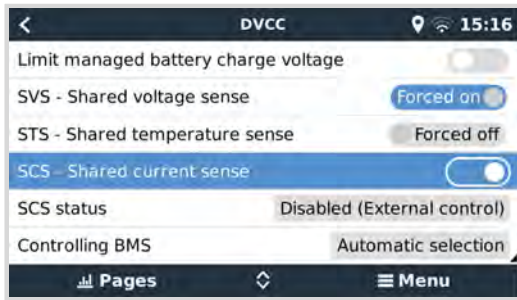 DVCC 15:16
Limit managed battery charge voltage
SVS - Shared voltage sense Forced on
STS - Shared temperature sense Forced off
SCS - Shared current sense
SCS status Disabled (External control)
Controlling BMS Automatic selection
Pages Menu